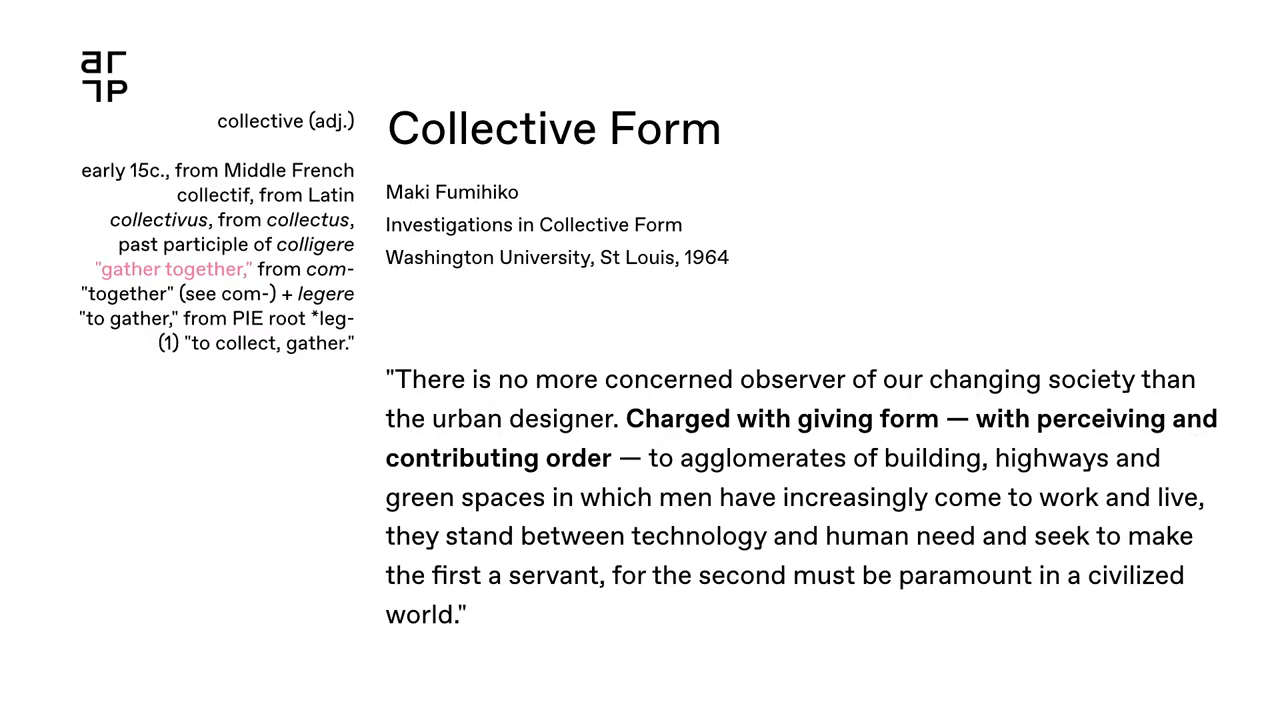 ar
P
collective (adj.)
early 15c., from Middle French
collectif, from Latin
collectivus, from collectus,
past participle of colligere
"gather together," from com-
"together" (see com-) + legere
"to gather," from PIE root *leg-
(1) "to collect, gather."
Collective Form
Maki Fumihiko
Investigations in Collective Form
Washington University, St Louis, 1964
"There is no more concerned observer of our changing society than
the urban designer. Charged with giving form — with perceiving and
contributing order — to agglomerates of building, highways and
green spaces in which men have increasingly come to work and live,
they stand between technology and human need and seek to make
the first a servant, for the second must be paramount in a civilized
world."